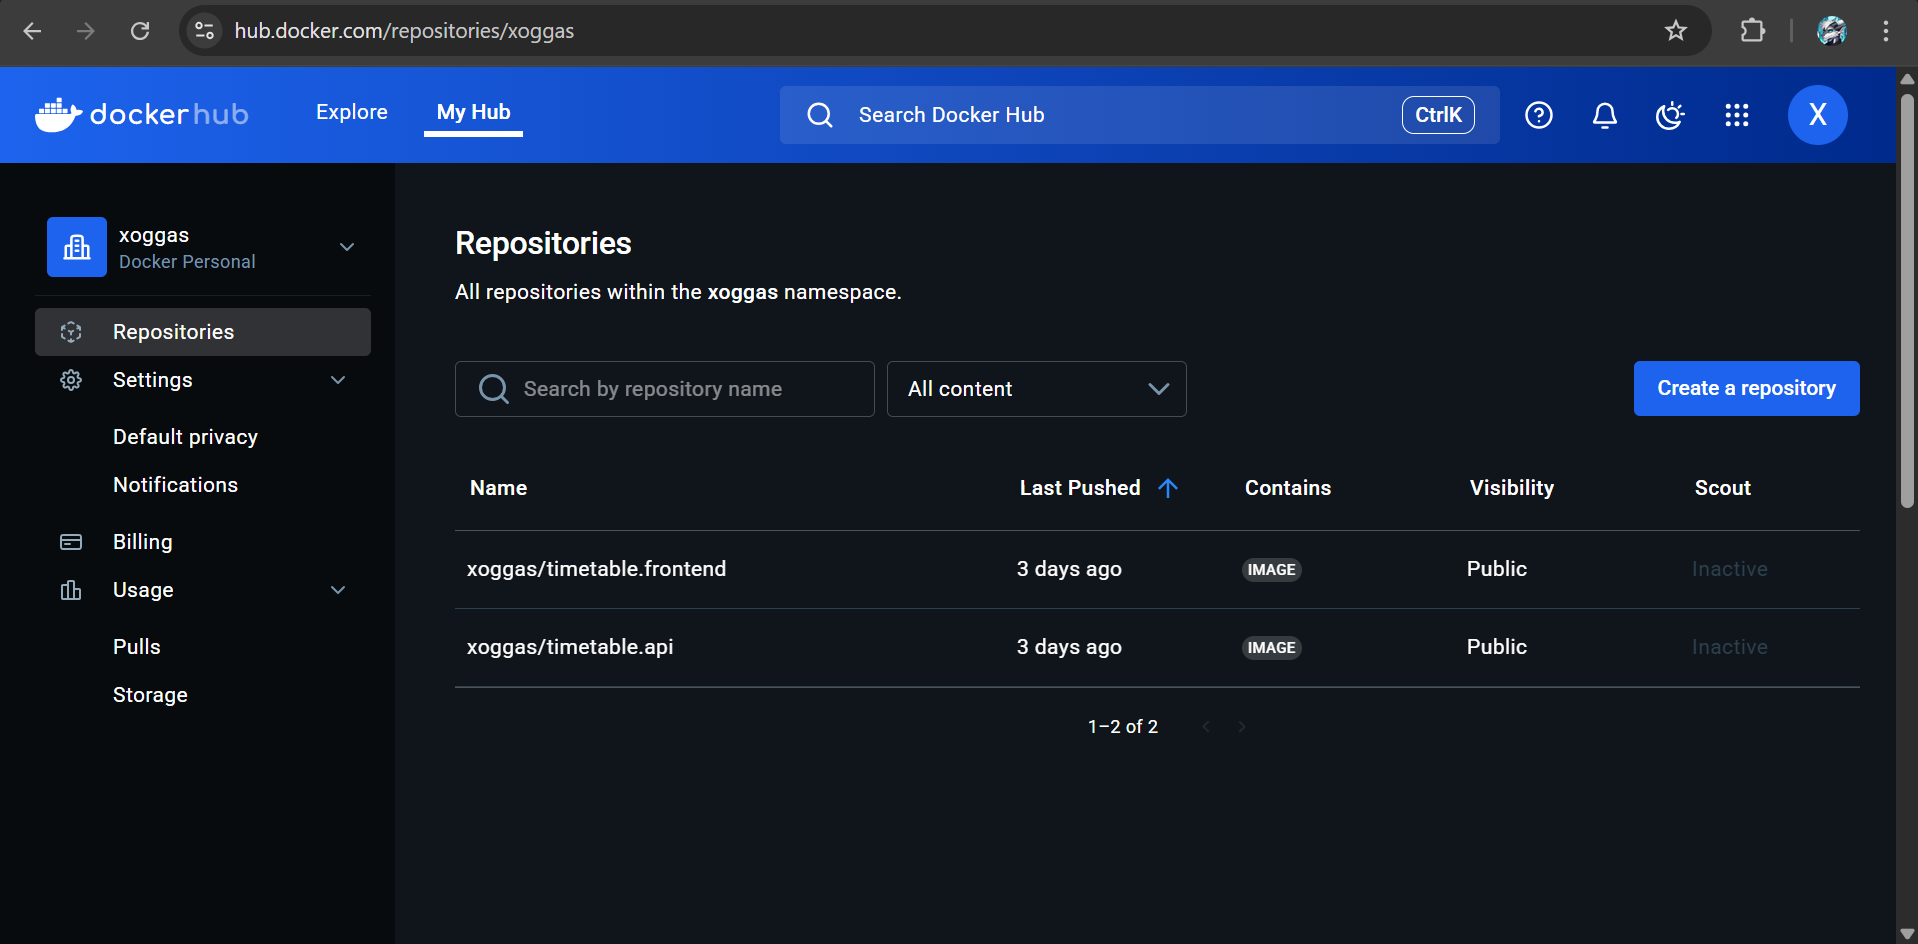 hub.docker.com/repositories/xoggas
dockerhub
Explore
My Hub
Search Docker Hub
CtrlK
X
xoggas
Docker Personal
Repositories
Settings
Default privacy
Notifications
Billing
Usage
Pulls
Storage
Repositories
All repositories within the xoggas namespace.
Search by repository name
All content
Create a repository
Name Last Pushed Contains Visibility Scout
xoggas/timetable.frontend 3 days ago IMAGE Public Inactive
xoggas/timetable.api 3 days ago IMAGE Public Inactive
1–2 of 2